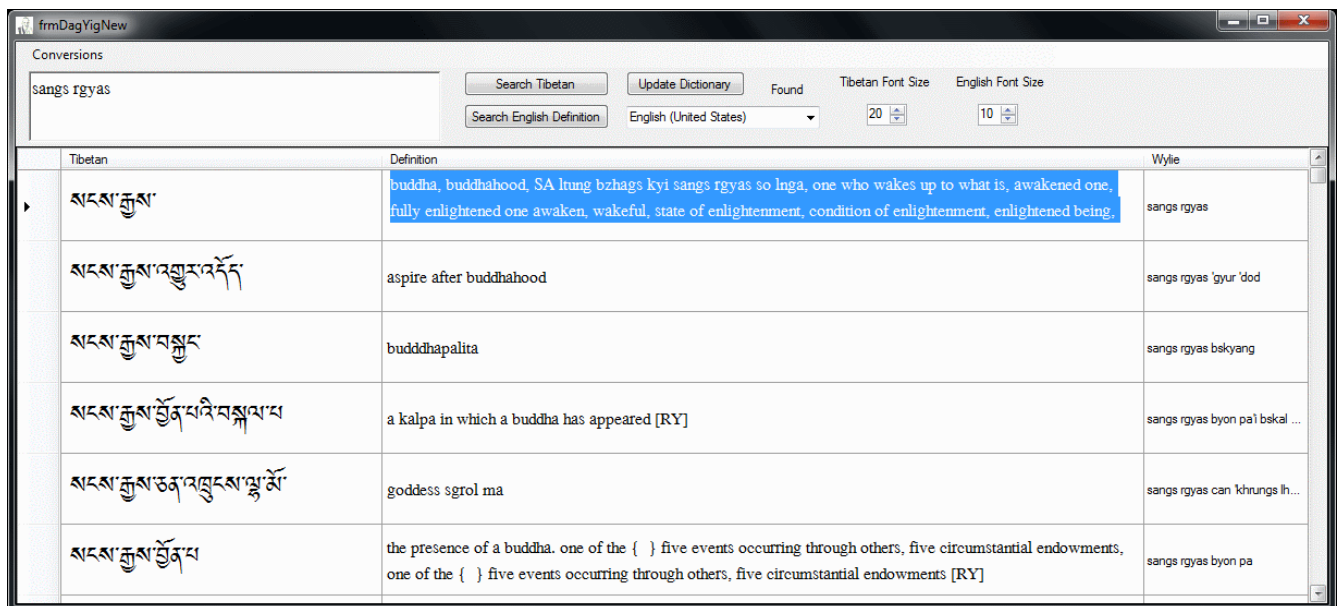 frmDagYigNew
Conversions
sangs rgyas
Search Tibetan
Update Dictionary
Found
Tibetan Font Size
English Font Size
Search English Definition
English (United States)
20
10
Tibetan
Definition
Wylie
སངས་རྒྱས་
buddha, buddhahood, SA ltung bzhags kyi sangs rgyas so lnga, one who wakes up to what is, awakened one,
fully enlightened one awaken, wakeful, state of enlightenment, condition of enlightenment, enlightened being,
sangs rgyas
སངས་རྒྱས་འགྱུར་འདོད་
aspire after buddhahood
sangs rgyas 'gyur 'dod
སངས་རྒྱས་བསྐྱང་
budddhapalita
sangs rgyas bskyang
སངས་རྒྱས་བྱོན་པའི་བསྐལ་པ
a kalpa in which a buddha has appeared [RY]
sangs rgyas byon pa'i bskal ...
སངས་རྒྱས་ཅན་འཁྲུངས་ལྷ་མོ་
goddess sgrol ma
sangs rgyas can 'khrungs lh...
སངས་རྒྱས་བྱོན་པ
the presence of a buddha. one of the { } five events occurring through others, five circumstantial endowments,
one of the { } five events occurring through others, five circumstantial endowments [RY]
sangs rgyas byon pa